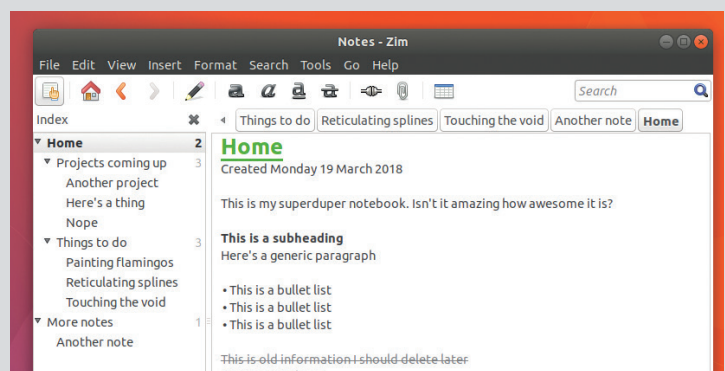 Notes - Zim
File Edit View Insert Format Search Tools Go Help
a a a a
Search
Index
Things to do Reticulating splines Touching the void Another note Home
Home 2
Projects coming up 3
Another project
Here's a thing
Nope
Things to do 3
Painting flamingos
Reticulating splines
Touching the void
More notes 1
Another note
Home
Created Monday 19 March 2018
This is my superduper notebook. Isn't it amazing how awesome it is?
This is a subheading
Here's a generic paragraph
• This is a bullet list
• This is a bullet list
• This is a bullet list
This is old information I should delete later